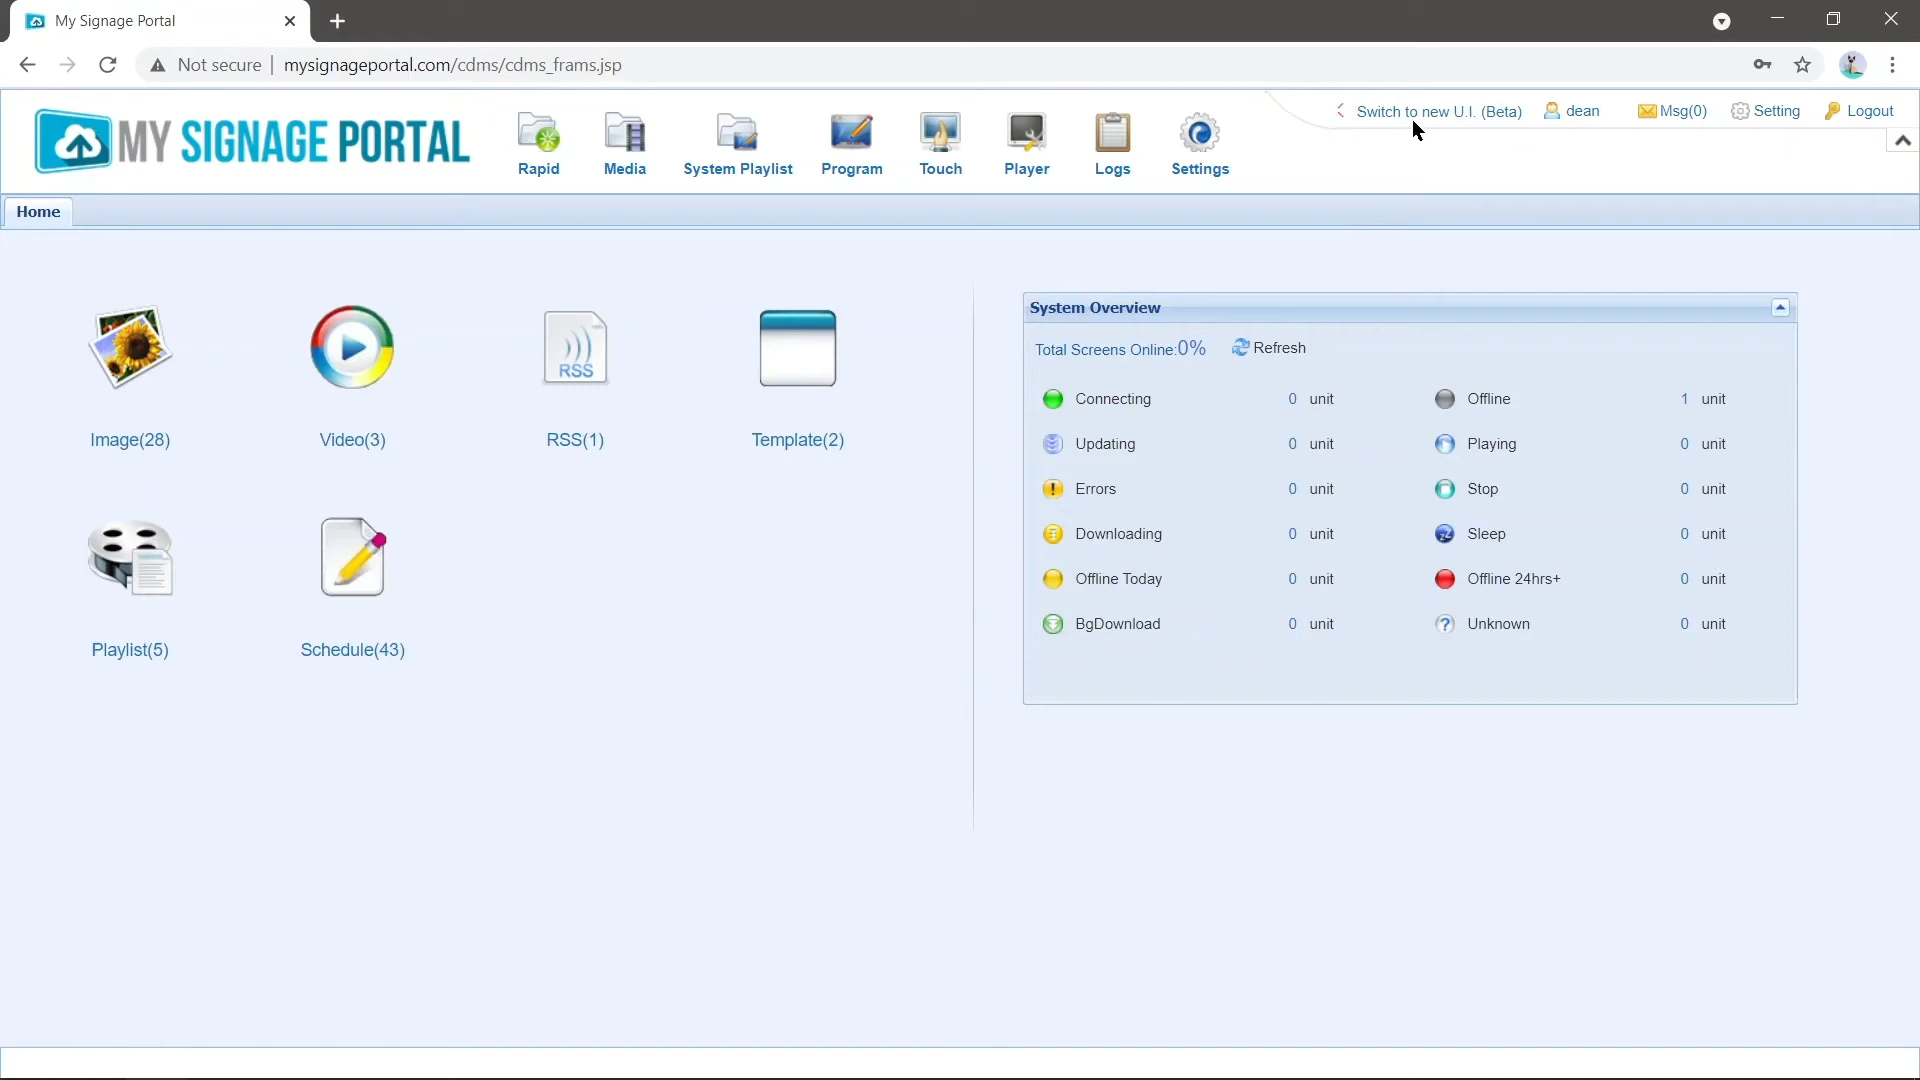 My Signage Portal
Not secure
mysignageportal.com/cdms/cdms_frams.jsp
Switch to new U.I. (Beta)
dean
Msg(0)
Setting
Logout
MY SIGNAGE PORTAL
Rapid
Media
System Playlist
Program
Touch
Player
Logs
Settings
Home
RSS
Image(28)
Video(3)
RSS(1)
Template(2)
Playlist(5)
Schedule(43)
System Overview
Total Screens Online:0%
Refresh
Connecting 0 unit
Offline 1 unit
Updating 0 unit
Playing 0 unit
Errors 0 unit
Stop 0 unit
Downloading 0 unit
Sleep 0 unit
Offline Today 0 unit
Offline 24hrs+ 0 unit
BgDownload 0 unit
Unknown 0 unit